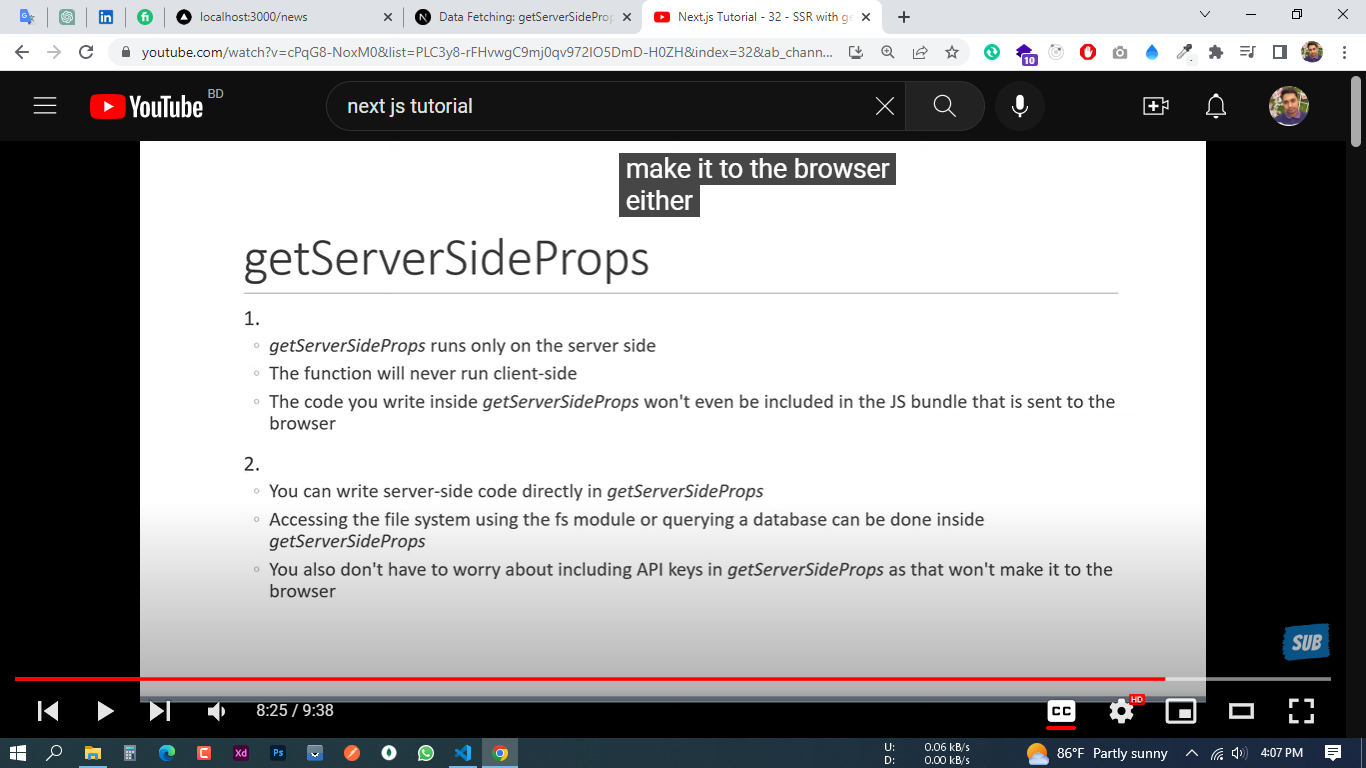 localhost:3000/news
Data Fetching: getServerSideProp
Next.js Tutorial - 32 - SSR with ge
youtube.com/watch?v=cPqG8-NoxM0&list=PLC3y8-rFHvwgC9mj0qv972IO5DmD-H0ZH&index=32&ab_chann...
10
YouTube BD
next js tutorial
make it to the browser
either
getServerSideProps
1.
◦ getServerSideProps runs only on the server side
◦ The function will never run client-side
◦ The code you write inside getServerSideProps won't even be included in the JS bundle that is sent to the
browser
2.
◦ You can write server-side code directly in getServerSideProps
◦ Accessing the file system using the fs module or querying a database can be done inside
getServerSideProps
◦ You also don't have to worry about including API keys in getServerSideProps as that won't make it to the
browser
SUB
8:25 / 9:38
CC
HD
Xd
Ps
U: 0.06 kB/s
D: 0.00 kB/s
86°F Partly sunny
4:07 PM